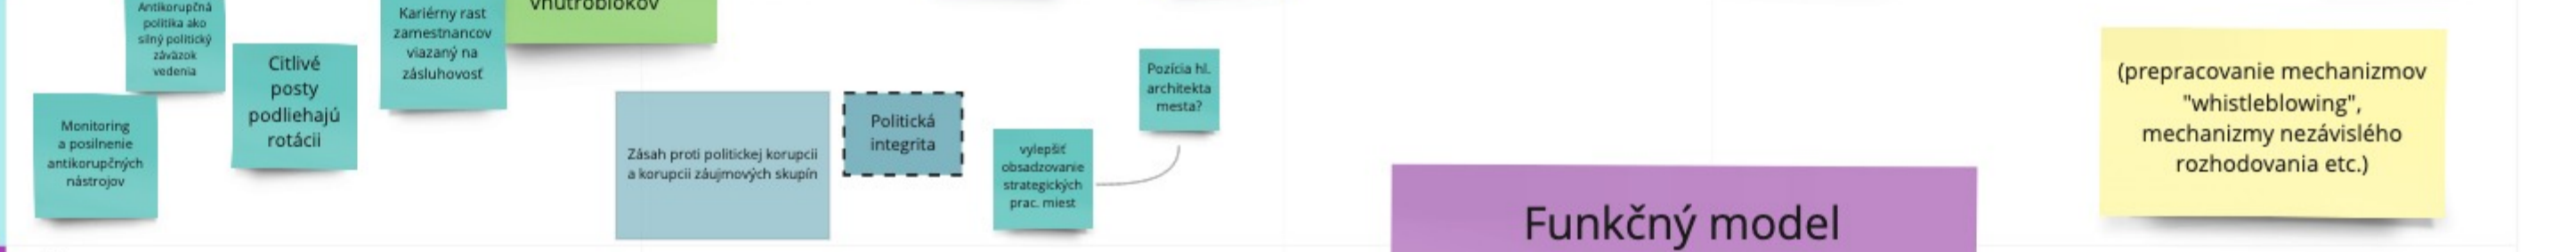 Antikorupčná
politika ako
silný politický
záväzok
vedenia
Kariérny rast
zamestnancov
viazaný na
zásluhovosť
vnútroblokov
Citlivé
posty
podliehajú
rotácii
Monitoring
a posilnenie
antikorupčných
nástrojov
Zásah proti politickej korupcii
a korupcii záujmových skupín
Politická
integrita
vylepšiť
obsadzovanie
strategických
prac. miest
Pozícia hl.
architekta
mesta?
Funkčný model
(prepracovanie mechanizmov
"whistleblowing",
mechanizmy nezávislého
rozhodovania etc.)